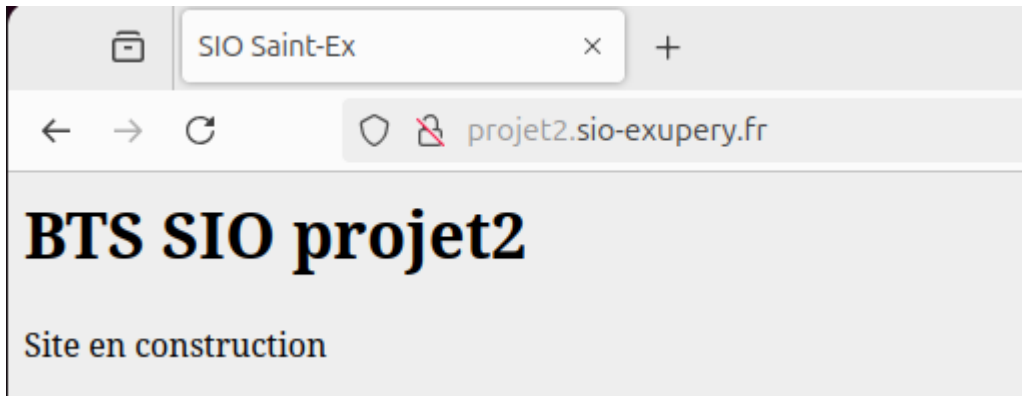 SIO Saint-Ex
projet2.sio-exupery.fr
BTS SIO projet2
Site en construction